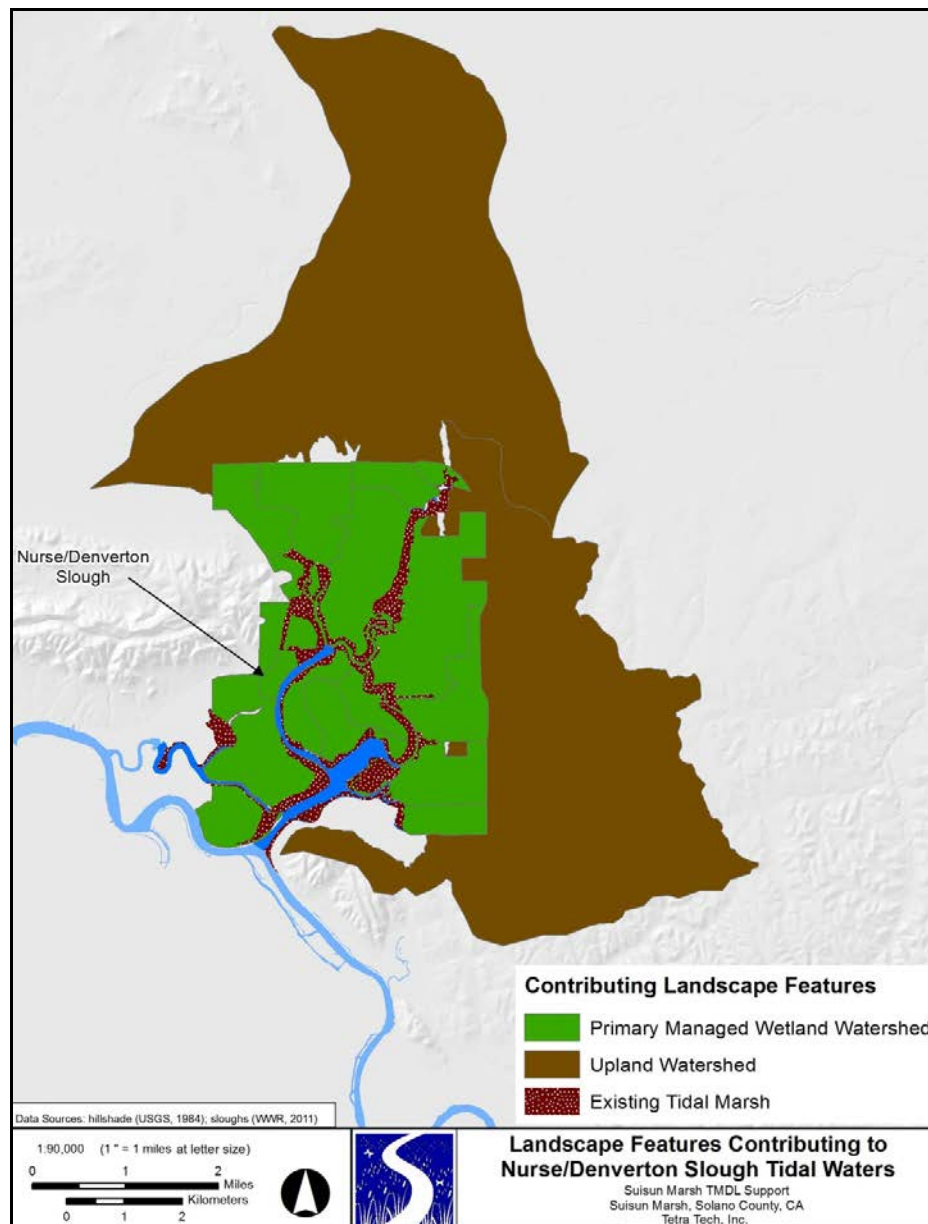 Nurse/Denverton
Slough
Contributing Landscape Features
Primary Managed Wetland Watershed
Upland Watershed
Existing Tidal Marsh
Data Sources: hillshade (USGS, 1984); sloughs (WWR, 2011)
1:90,000 (1 " = 1 miles at letter size)
0 1 2
Miles
Kilometers
0 1 2
Landscape Features Contributing to
Nurse/Denverton Slough Tidal Waters
Suisun Marsh TMDL Support
Suisun Marsh, Solano County, CA
Tetra Tech, Inc.